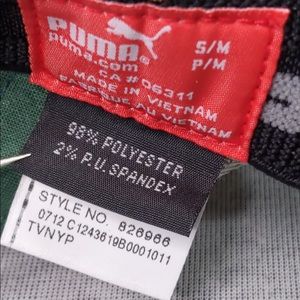 PUMA
puma.com
CA# 06311
MADE IN VIETNAM
FABRIQUE AU VIETNAM
S/M
P/M
98% POLYESTER
2% P.U. SPANDEX
STYLE NO. 826966
0712 C1243619B0001011
TVNYP